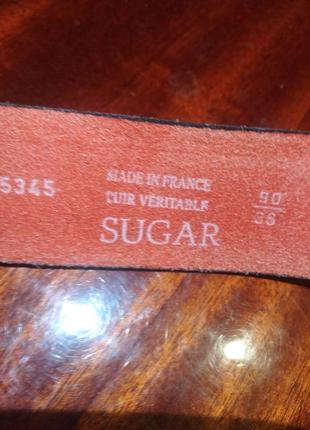 5345
MADE IN FRANCE
CUIR VÉRITABLE
SUGAR
90
36